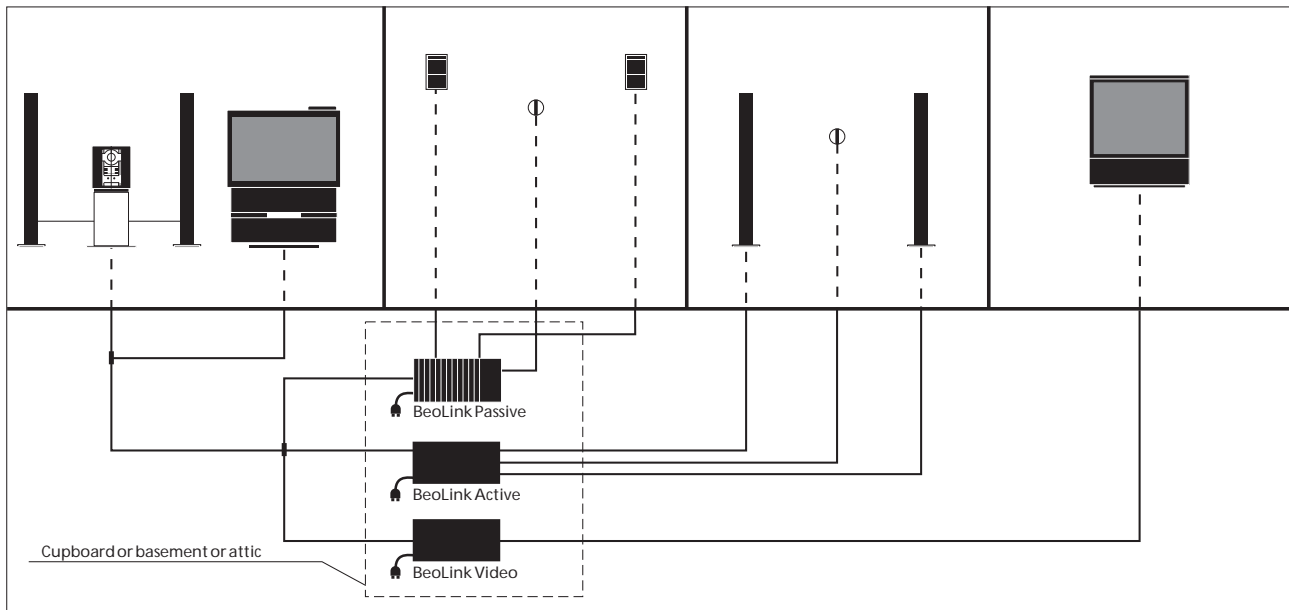 BeoLink Passive
BeoLink Active
Cupboard or basement or attic
BeoLink Video